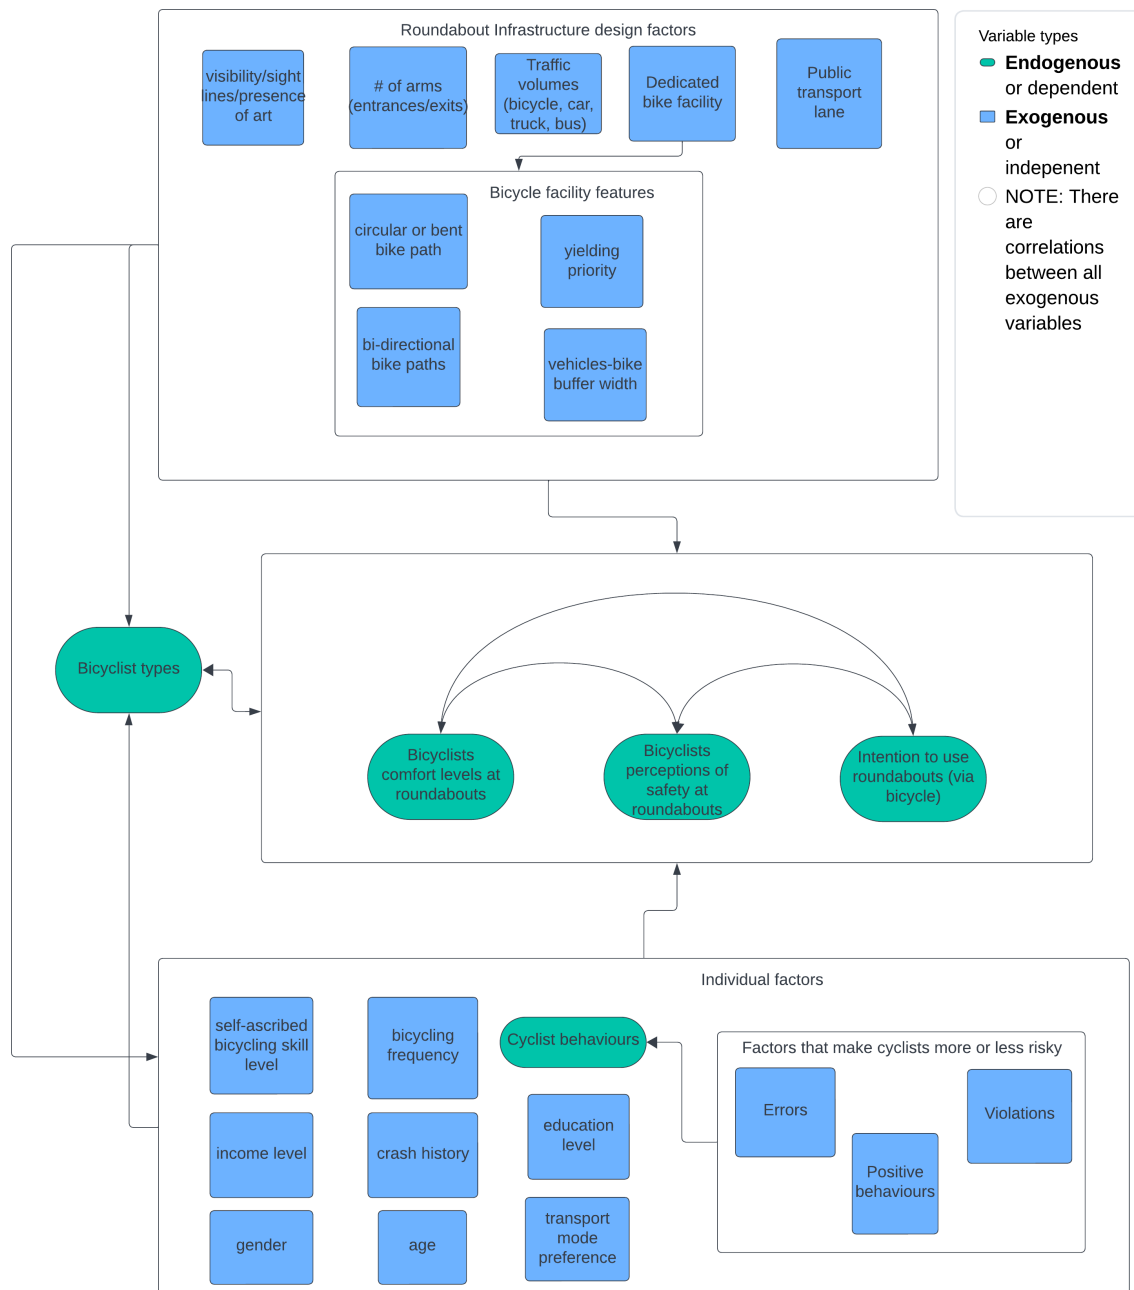 Roundabout Infrastructure design factors
visibility/sight
lines/presence
of art
# of arms
(entrances/exits)
Traffic
volumes
(bicycle, car,
truck, bus)
Dedicated
bike facility
Public
transport
lane
Variable types
Endogenous
or dependent
Exogenous
or
indepenent
NOTE: There
are
correlations
between all
exogenous
variables
Bicycle facility features
circular or bent
bike path
yielding
priority
bi-directional
bike paths
vehicles-bike
buffer width
Bicyclist types
Bicyclists
comfort levels at
roundabouts
Bicyclists
perceptions of
safety at
roundabouts
Intention to use
roundabouts (via
bicycle)
Individual factors
self-ascribed
bicycling skill
level
bicycling
frequency
Cyclist behaviours
Factors that make cyclists more or less risky
Errors
Violations
Positive
behaviours
income level
crash history
education
level
gender
age
transport
mode
preference